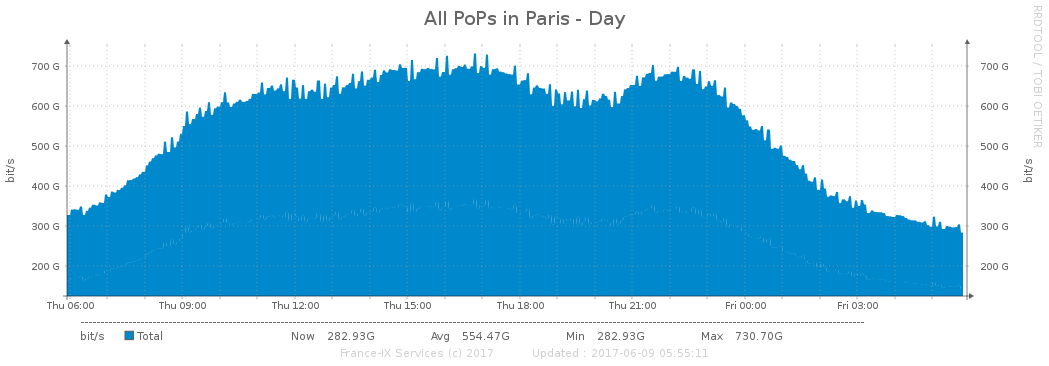 All PoPs in Paris - Day
RRDTOOL / TOBI OETIKER
bit/s
700 G
600 G
500 G
400 G
300 G
200 G
700 G
600 G
500 G
400 G
300 G
200 G
bit/s
Thu 06:00 Thu 09:00 Thu 12:00 Thu 15:00 Thu 18:00 Thu 21:00 Fri 00:00 Fri 03:00
bit/s Total Now 282.93G Avg 554.47G Min 282.93G Max 730.70G
France-IX Services (c) 2017 Updated : 2017-06-09 05:55:11